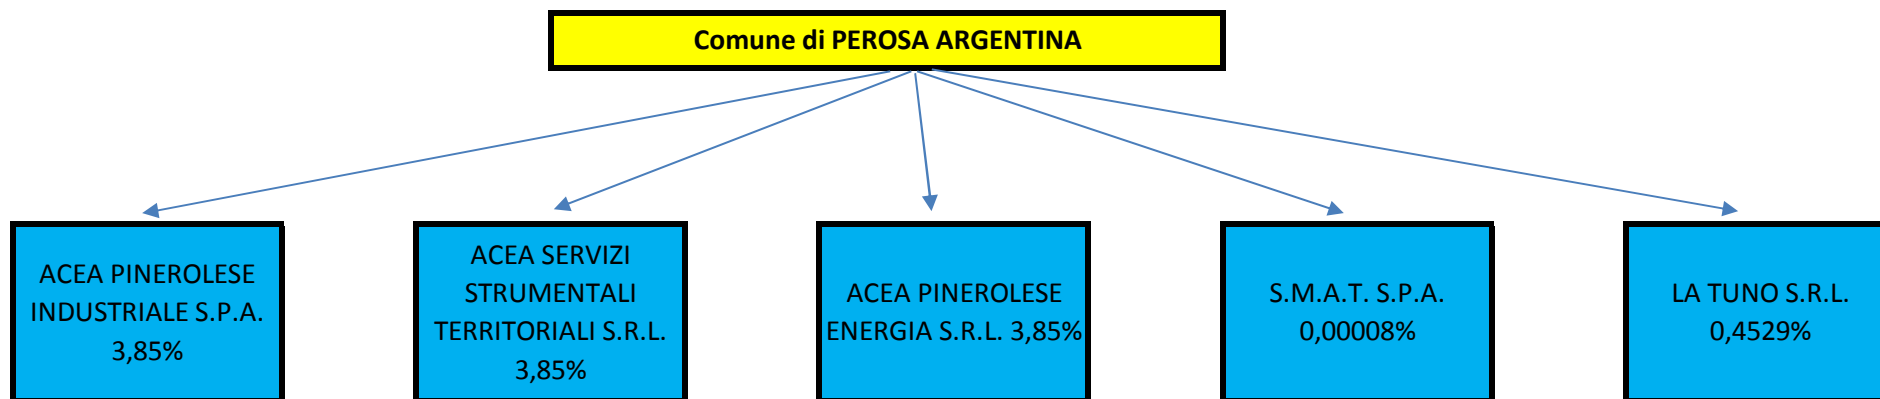 Comune di PEROSA ARGENTINA
ACEA PINEROLESE
INDUSTRIALE S.P.A.
3,85%
ACEA SERVIZI
STRUMENTALI
TERRITORIALI S.R.L.
3,85%
ACEA PINEROLESE
ENERGIA S.R.L. 3,85%
S.M.A.T. S.P.A.
0,00008%
LA TUNO S.R.L.
0,4529%